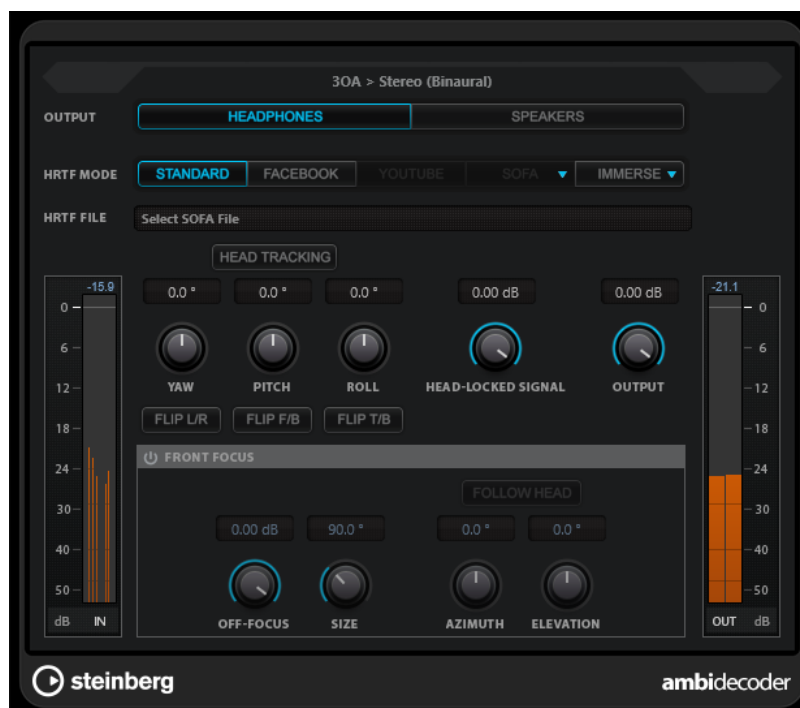 3OA > Stereo (Binaural)
OUTPUT HEADPHONES SPEAKERS
HRTF MODE STANDARD FACEBOOK YOUTUBE SOFA IMMERSE
HRTF FILE Select SOFA File
HEAD TRACKING
-15.9 0.0 ° 0.0 ° 0.0 ° 0.00 dB 0.00 dB -21.1
0 0
6 6
YAW PITCH ROLL HEAD-LOCKED SIGNAL OUTPUT
12 12
FLIP L/R FLIP F/B FLIP T/B
18 18
FRONT FOCUS
24 24
FOLLOW HEAD
30 30
0.00 dB 90.0 ° 0.0 ° 0.0 °
40 40
50 50
OFF-FOCUS SIZE AZIMUTH ELEVATION
dB IN OUT dB
steinberg ambidecoder